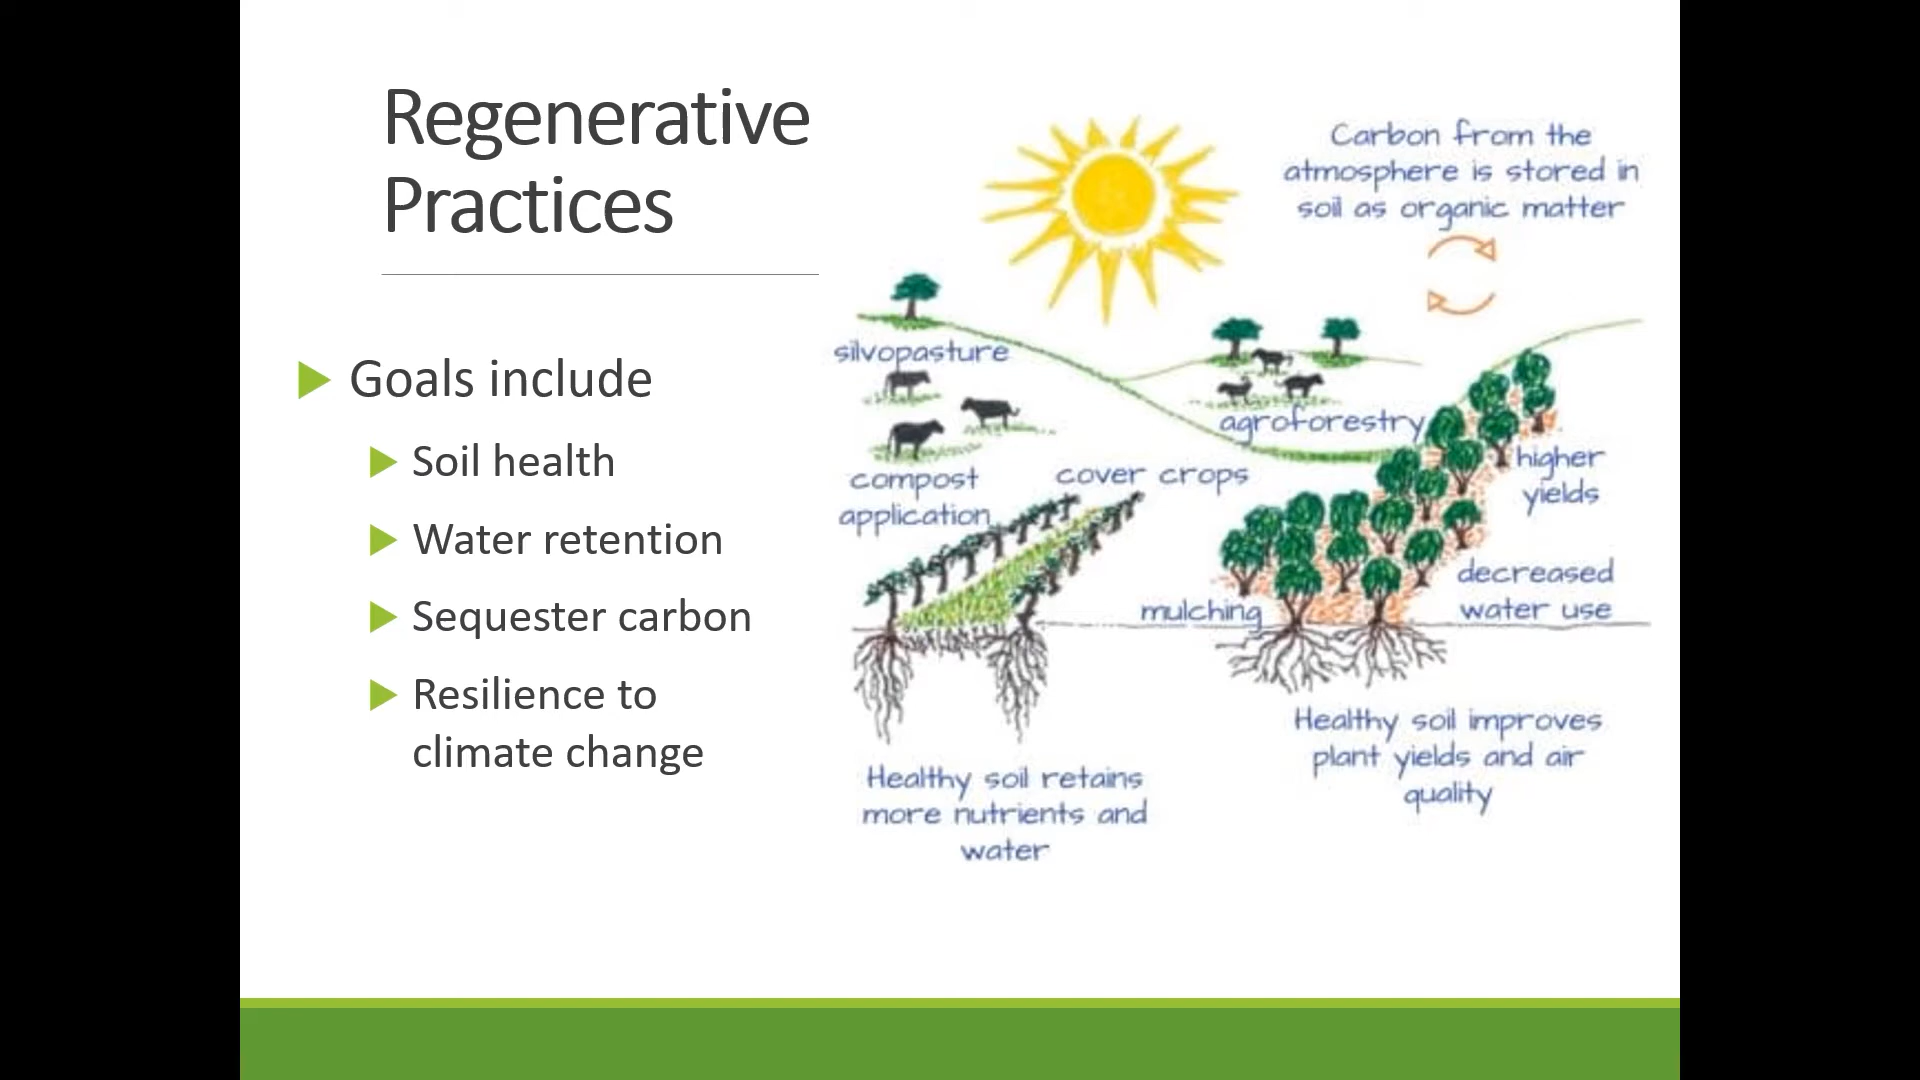 Regenerative
Practices
Goals include
Soil health
Water retention
Sequester carbon
Resilience to
climate change
Carbon from the
atmosphere is stored in
soil as organic matter
silvopasture
agroforestry
higher
yields
compost
application
cover crops
decreased
water use
mulching
Healthy soil improves
plant yields and air
quality
Healthy soil retains
more nutrients and
water